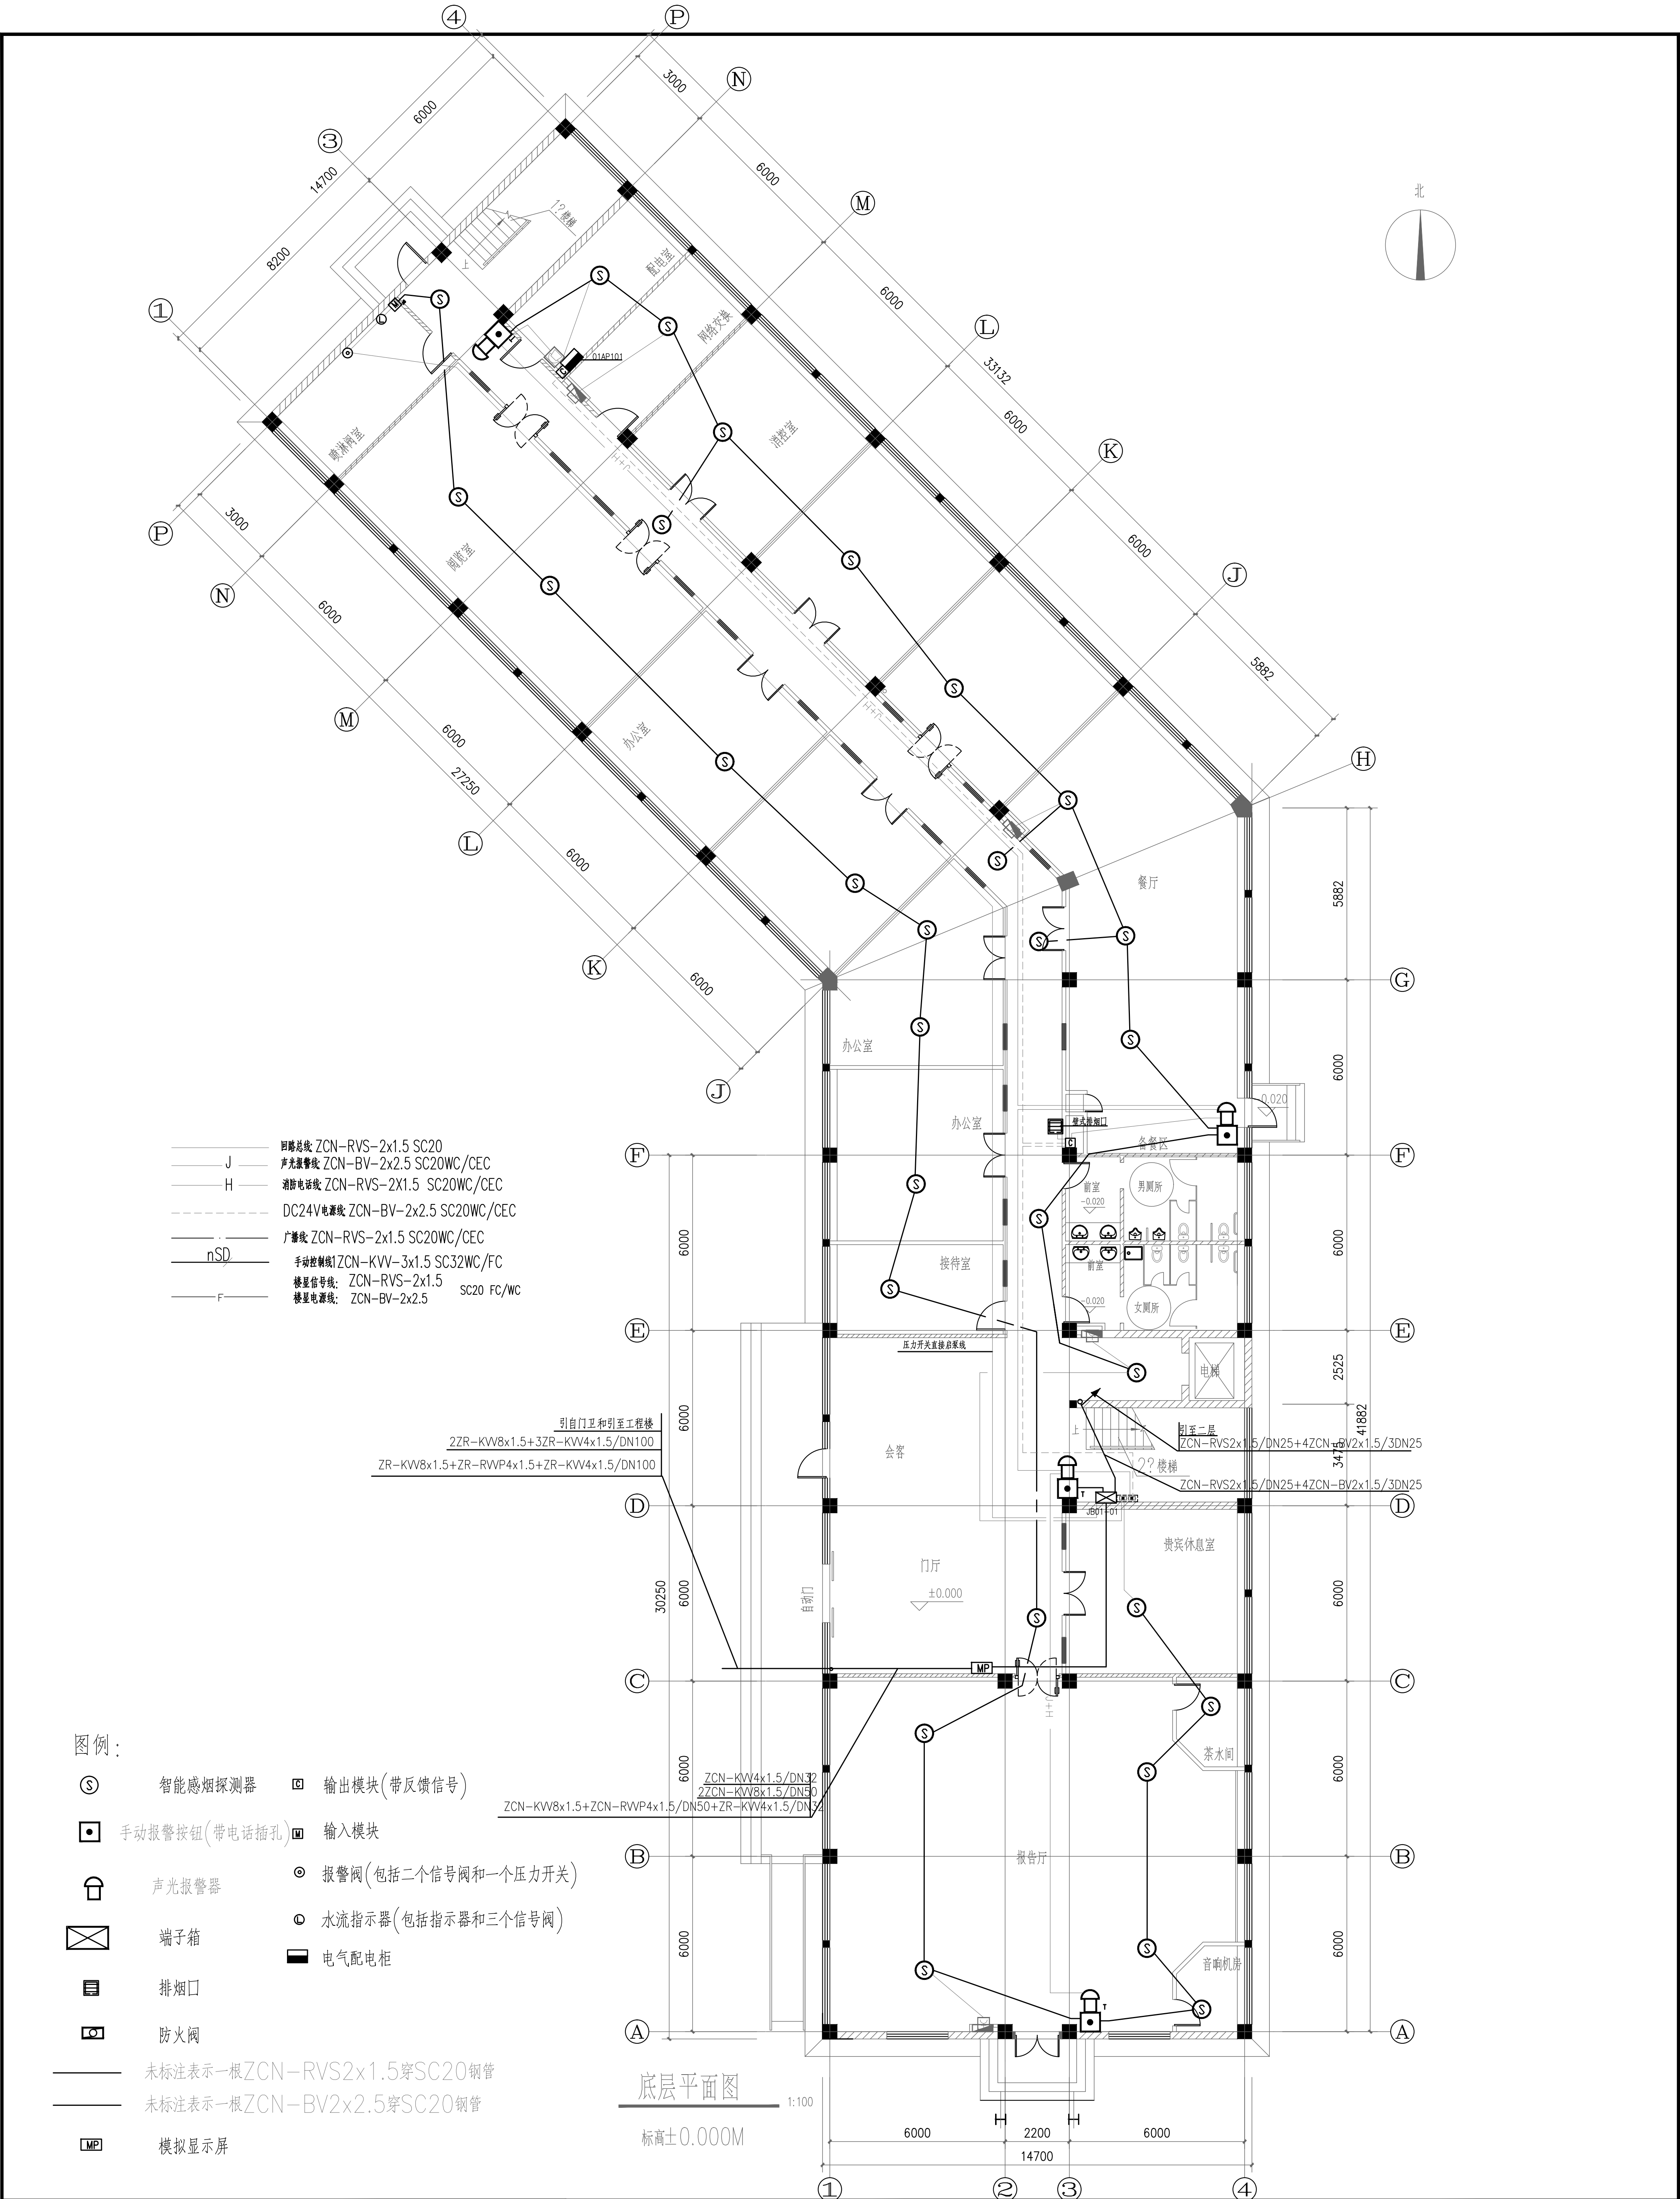 ④
Ⓟ
3000
Ⓝ
6000
③
14700
6000
Ⓜ
8200
北
1?楼梯
上
配电室
网络交换
6000
①
Ⓛ
33132
01AP101
消控室
喷淋阀室
6000
Ⓚ
H+J
Ⓟ
3000
阅览室
6000
Ⓙ
Ⓝ
6000
5882
H+J
Ⓜ
办公室
6000
27250
Ⓗ
Ⓛ
6000
餐厅
5882
Ⓚ
6000
Ⓖ
办公室
6000
Ⓙ
-0.020
办公室
壁式排烟口
备餐区
C
回路总线 ZCN-RVS-2x1.5 SC20
J 声光报警线 ZCN-BV-2x2.5 SC20WC/CEC
H 消防电话线 ZCN-RVS-2X1.5 SC20WC/CEC
DC24V电源线 ZCN-BV-2x2.5 SC20WC/CEC
广播线 ZCN-RVS-2x1.5 SC20WC/CEC
nSD 手动控制线1ZCN-KVV-3x1.5 SC32WC/FC
楼显信号线: ZCN-RVS-2x1.5
SC20 FC/WC
F 楼显电源线: ZCN-BV-2x2.5
Ⓕ
Ⓕ
前室
男厕所
-0.020
6000
6000
接待室
前室
-0.020
女厕所
Ⓔ
Ⓔ
压力开关直接启泵线
电梯
2525
41882
引自门卫和引至工程楼
2ZR-KVV8x1.5+3ZR-KVV4x1.5/DN100
ZR-KVV8x1.5+ZR-RVVP4x1.5+ZR-KVV4x1.5/DN100
6000
会客
上
引至二层
ZCN-RVS2x1.5/DN25+4ZCN-BV2x1.5/3DN25
3475
2?楼梯
ZCN-RVS2x1.5/DN25+4ZCN-BV2x1.5/3DN25
T
Ⓓ
JB01-01
Ⓓ
贵宾休息室
门厅
±0.000
自动门
30250
6000
6000
MP
Ⓒ
Ⓒ
J+H
茶水间
6000
6000
ZCN-KVV4x1.5/DN32
2ZCN-KVV8x1.5/DN50
ZCN-KVV8x1.5+ZCN-RVVP4x1.5/DN50+ZR-KVV4x1.5/DN32
Ⓑ
报告厅
Ⓑ
6000
音响机房
6000
T
Ⓐ
Ⓐ
图例:
S 智能感烟探测器
C 输出模块(带反馈信号)
手动报警按钮(带电话插孔)
M 输入模块
报警阀(包括二个信号阀和一个压力开关)
声光报警器
L 水流指示器(包括指示器和三个信号阀)
端子箱
电气配电柜
排烟口
防火阀
未标注表示一根ZCN-RVS2x1.5穿SC20钢管
未标注表示一根ZCN-BV2x2.5穿SC20钢管
MP 模拟显示屏
底层平面图
1:100
标高±0.000M
6000
2200
6000
14700
①
②
③
④